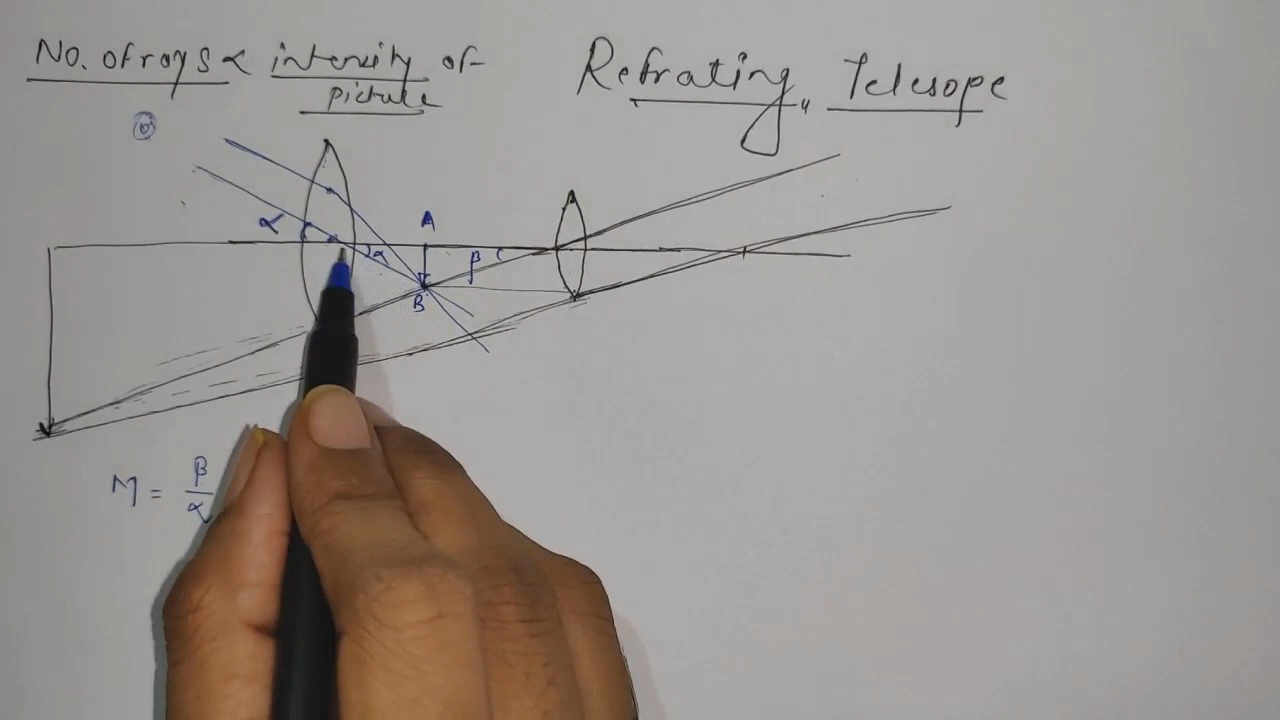 No. of rays ∝ intensity of
picture
Refrating Telesope
α
α
A
β
B
M = β/α